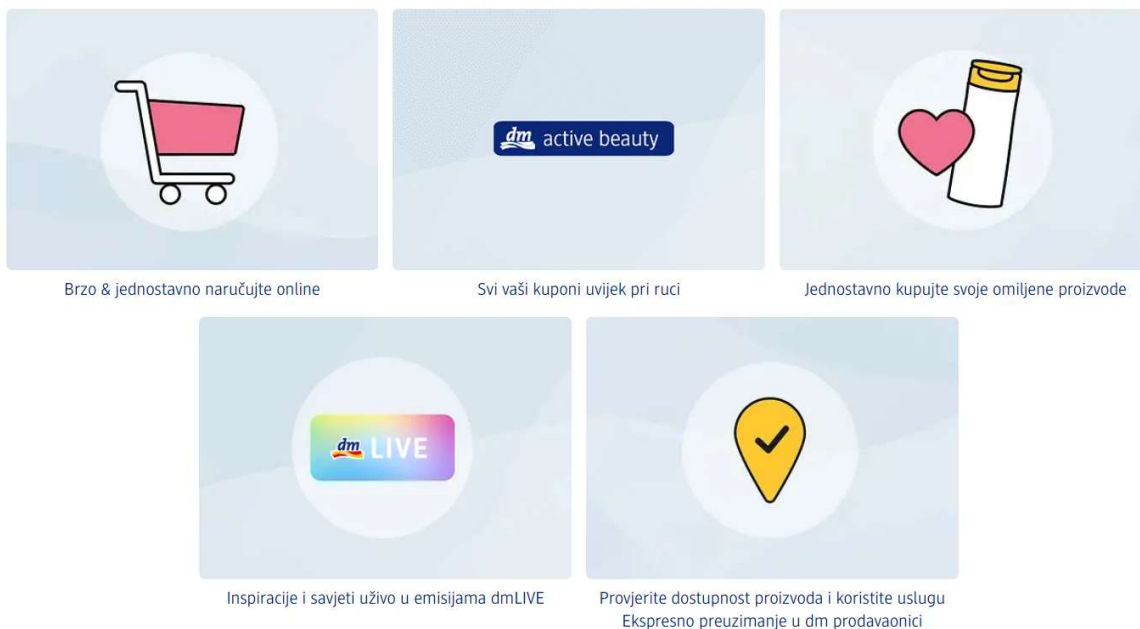 dm active beauty
Brzo & jednostavno naručujte online
Svi vaši kuponi uvijek pri ruci
Jednostavno kupujte svoje omiljene proizvode
dm LIVE
Inspiracije i savjeti uživo u emisijama dmLIVE
Provjerite dostupnost proizvoda i koristite uslugu
Ekspresno preuzimanje u dm prodavaonici